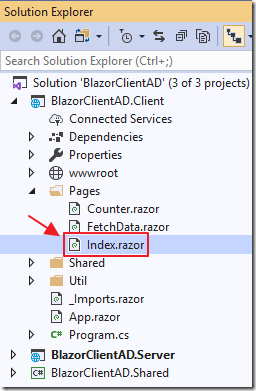 Solution Explorer
Search Solution Explorer (Ctrl+;)
Solution 'BlazorClientAD' (3 of 3 projects)
BlazorClientAD.Client
Connected Services
Dependencies
Properties
wwwroot
Pages
Counter.razor
FetchData.razor
Index.razor
Shared
Util
_Imports.razor
App.razor
C# Program.cs
BlazorClientAD.Server
C# BlazorClientAD.Shared